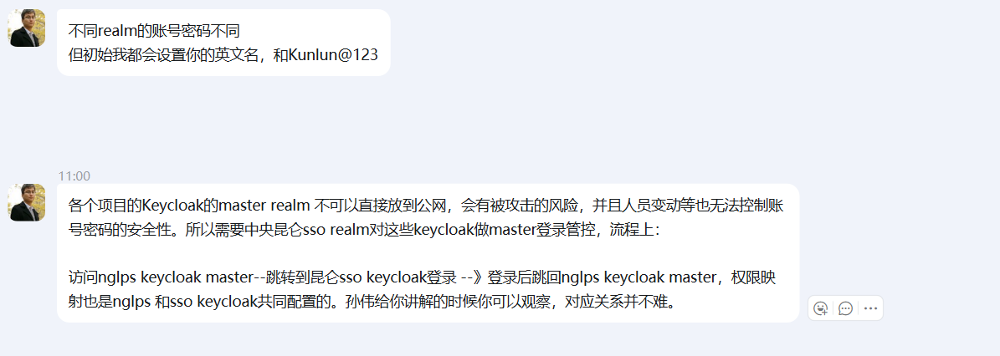 不同realm的账号密码不同
但初始我都会设置你的英文名，和Kunlun@123
11:00
各个项目的Keycloak的master realm 不可以直接放到公网，会有被攻击的风险，并且人员变动等也无法控制账
号密码的安全性。所以需要中央昆仑sso realm对这些keycloak做master登录管控，流程上：
访问nglps keycloak master--跳转到昆仑sso keycloak登录 --》登录后跳回nglps keycloak master，权限映
射也是nglps 和sso keycloak共同配置的。孙伟给你讲解的时候你可以观察，对应关系并不难。